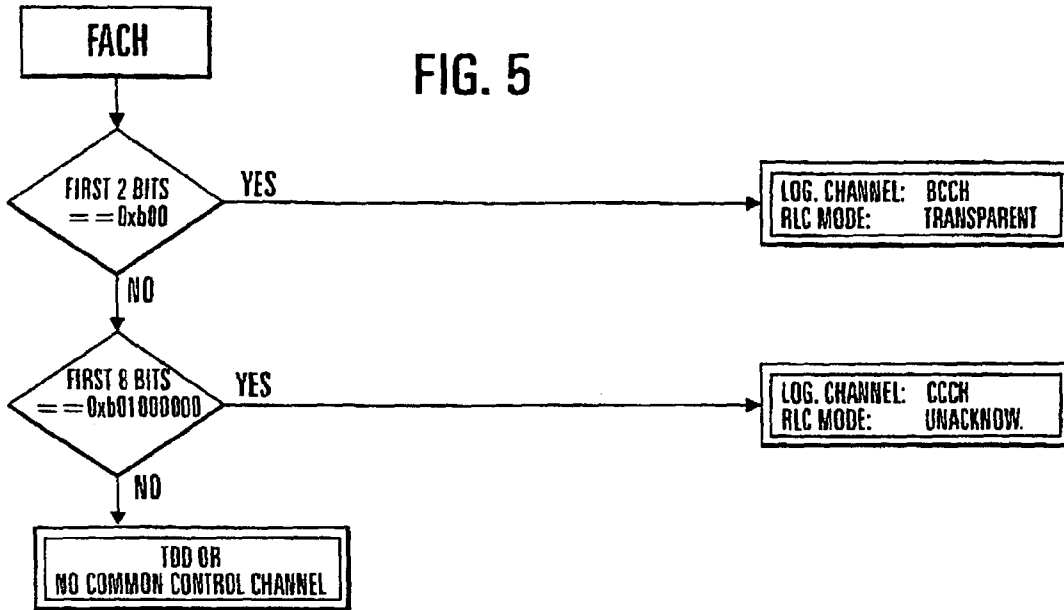 FACH
FIG. 5
FIRST 2 BITS
==0xb00
YES
LOG. CHANNEL: BCCH
RLC MODE: TRANSPARENT
NO
FIRST 8 BITS
==0xb01000000
YES
LOG. CHANNEL: CCCH
RLC MODE: UNACKNOW.
NO
TDD OR
NO COMMON CONTROL CHANNEL